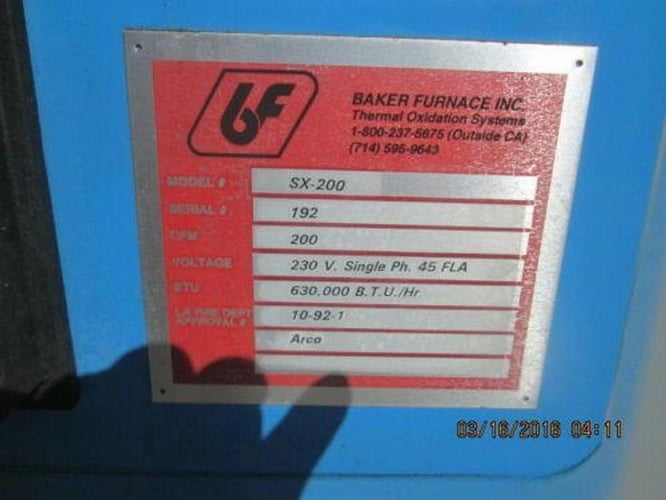 bF
BAKER FURNACE INC.
Thermal Oxidation Systems
1-800-237-5675 (Outside CA)
(714) 595-9643
MODEL # SX-200
SERIAL # 192
CFM 200
VOLTAGE 230 V. Single Ph. 45 FLA
BTU 630,000 B.T.U./Hr
LA FIRE DEPT
APPROVAL # 10-92-1
Arco
03/16/2016 04:11